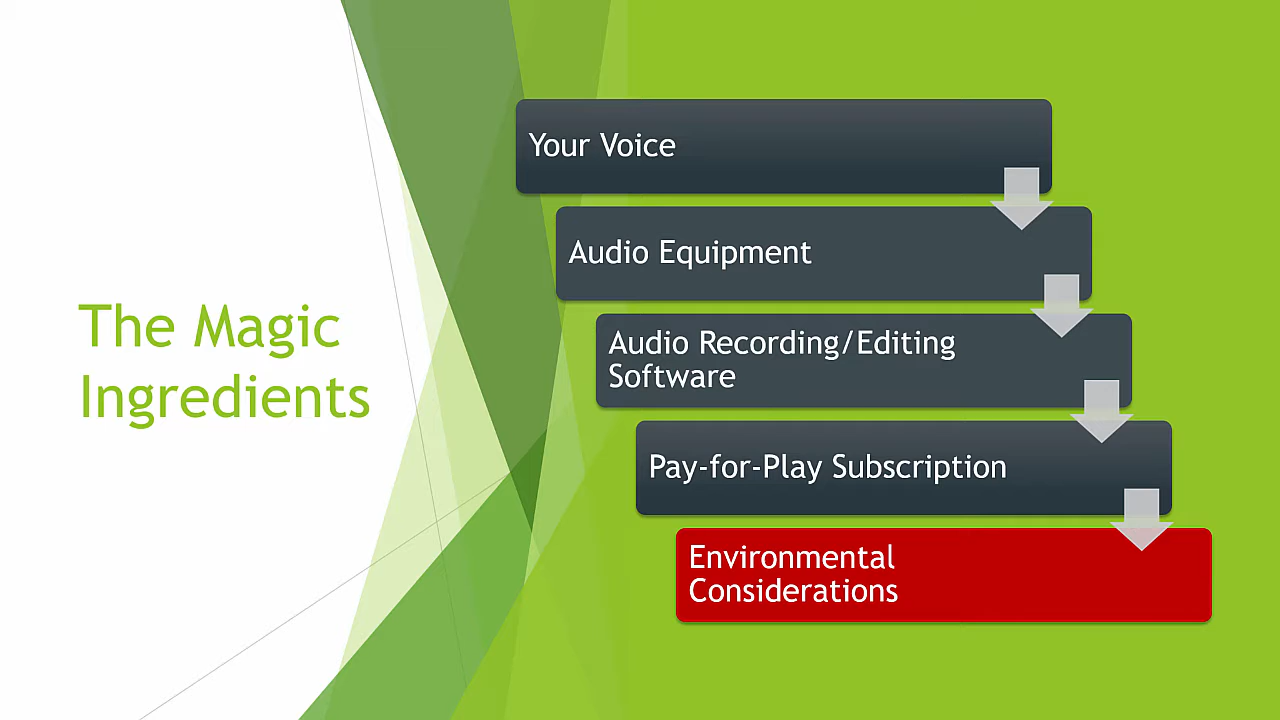 The Magic
Ingredients
Your Voice
Audio Equipment
Audio Recording/Editing
Software
Pay-for-Play Subscription
Environmental
Considerations